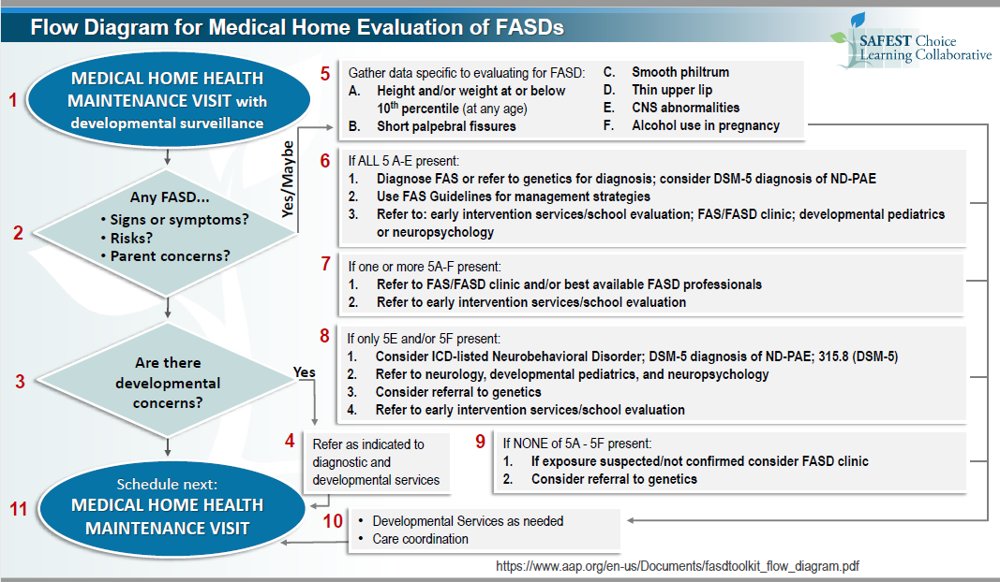 Flow Diagram for Medical Home Evaluation of FASDs
SAFEST Choice
Learning Collaborative
1
MEDICAL HOME HEALTH
MAINTENANCE VISIT with
developmental surveillance
2
Any FASD...
• Signs or symptoms?
• Risks?
• Parent concerns?
Yes/Maybe
3
Are there
developmental
concerns?
Yes
4
Refer as indicated to
diagnostic and
developmental services
5
Gather data specific to evaluating for FASD:
A. Height and/or weight at or below
10th percentile (at any age)
B. Short palpebral fissures
C. Smooth philtrum
D. Thin upper lip
E. CNS abnormalities
F. Alcohol use in pregnancy
6
If ALL 5 A-E present:
1. Diagnose FAS or refer to genetics for diagnosis; consider DSM-5 diagnosis of ND-PAE
2. Use FAS Guidelines for management strategies
3. Refer to: early intervention services/school evaluation; FAS/FASD clinic; developmental pediatrics
or neuropsychology
7
If one or more 5A-F present:
1. Refer to FAS/FASD clinic and/or best available FASD professionals
2. Refer to early intervention services/school evaluation
8
If only 5E and/or 5F present:
1. Consider ICD-listed Neurobehavioral Disorder; DSM-5 diagnosis of ND-PAE; 315.8 (DSM-5)
2. Refer to neurology, developmental pediatrics, and neuropsychology
3. Consider referral to genetics
4. Refer to early intervention services/school evaluation
9
If NONE of 5A - 5F present:
1. If exposure suspected/not confirmed consider FASD clinic
2. Consider referral to genetics
10
• Developmental Services as needed
• Care coordination
11
Schedule next:
MEDICAL HOME HEALTH
MAINTENANCE VISIT
https://www.aap.org/en-us/Documents/fasdtoolkit_flow_diagram.pdf